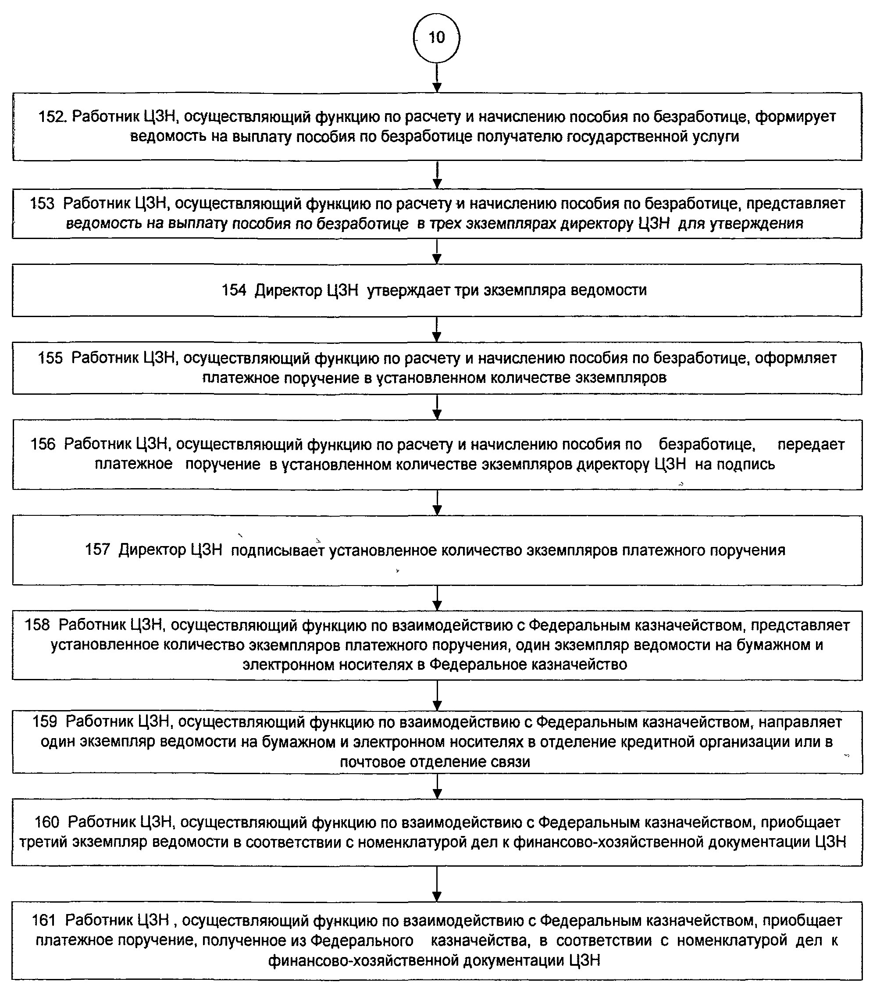 10
152. Работник ЦЗН, осуществляющий функцию по расчету и начислению пособия по безработице, формирует
ведомость на выплату пособия по безработице получателю государственной услуги
153 Работник ЦЗН, осуществляющий функцию по расчету и начислению пособия по безработице, представляет
ведомость на выплату пособия по безработице в трех экземплярах директору ЦЗН для утверждения
154 Директор ЦЗН утверждает три экземпляра ведомости
155 Работник ЦЗН, осуществляющий функцию по расчету и начислению пособия по безработице, оформляет
платежное поручение в установленном количестве экземпляров
156 Работник ЦЗН, осуществляющий функцию по расчету и начислению пособия по безработице, передает
платежное поручение в установленном количестве экземпляров директору ЦЗН на подпись
157 Директор ЦЗН подписывает установленное количество экземпляров платежного поручения
158 Работник ЦЗН, осуществляющий функцию по взаимодействию с Федеральным казначейством, представляет
установленное количество экземпляров платежного поручения, один экземпляр ведомости на бумажном и
электронном носителях в Федеральное казначейство
159 Работник ЦЗН, осуществляющий функцию по взаимодействию с Федеральным казначейством, направляет
один экземпляр ведомости на бумажном и электронном носителях в отделение кредитной организации или в
почтовое отделение связи
160 Работник ЦЗН, осуществляющий функцию по взаимодействию с Федеральным казначейством, приобщает
третий экземпляр ведомости в соответствии с номенклатурой дел к финансово-хозяйственной документации ЦЗН
161 Работник ЦЗН , осуществляющий функцию по взаимодействию с Федеральным казначейством, приобщает
платежное поручение, полученное из Федерального казначейства, в соответствии с номенклатурой дел к
финансово-хозяйственной документации ЦЗН